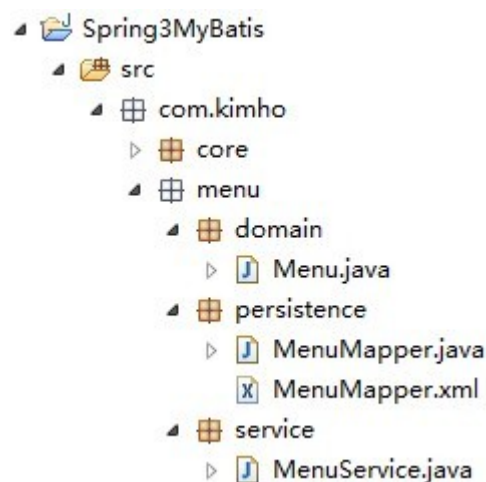 Spring3MyBatis
src
com.kimho
core
menu
domain
Menu.java
persistence
MenuMapper.java
MenuMapper.xml
service
MenuService.java